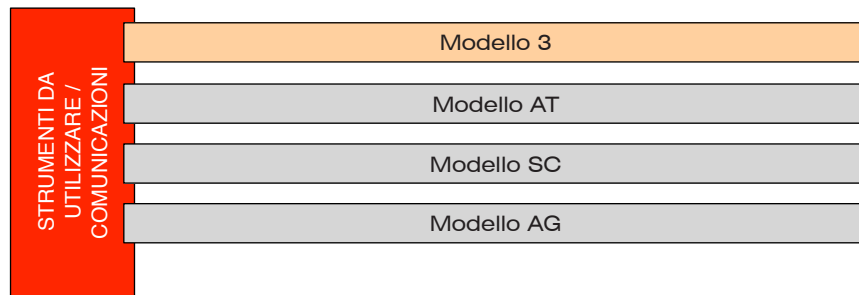 STRUMENTI DA
UTILIZZARE /
COMUNICAZIONI
Modello 3
Modello AT
Modello SC
Modello AG